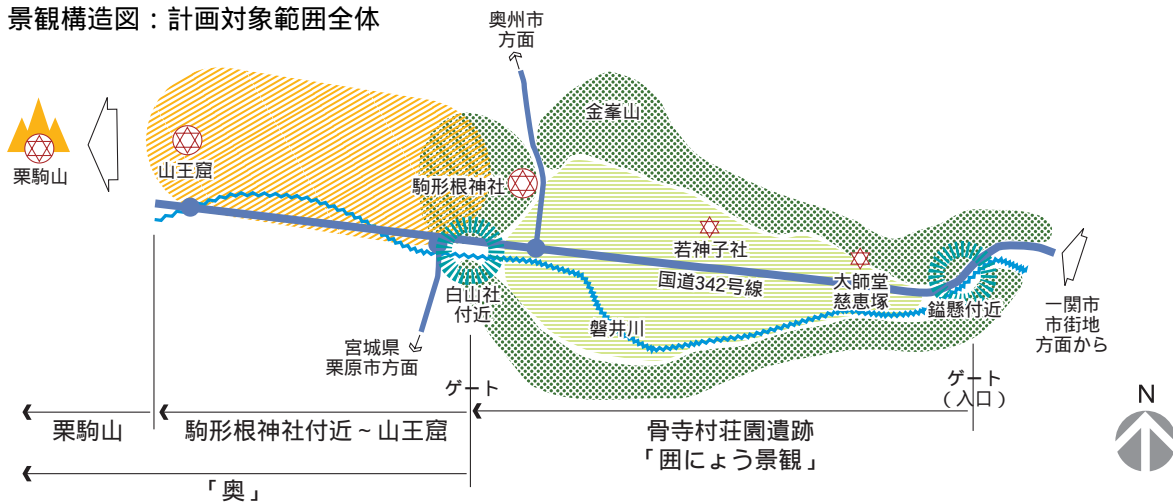 景観構造図：計画対象範囲全体
奥州市
方面
金峯山
栗駒山
山王窟
駒形根神社
若神子社
国道342号線
大師堂
慈恵塚
鎰懸付近
白山社
付近
磐井川
一関市
市街地
方面から
宮城県
栗原市方面
ゲート
ゲート
（入口）
栗駒山
駒形根神社付近～山王窟
骨寺村荘園遺跡
「囲にょう景観」
「奥」
N